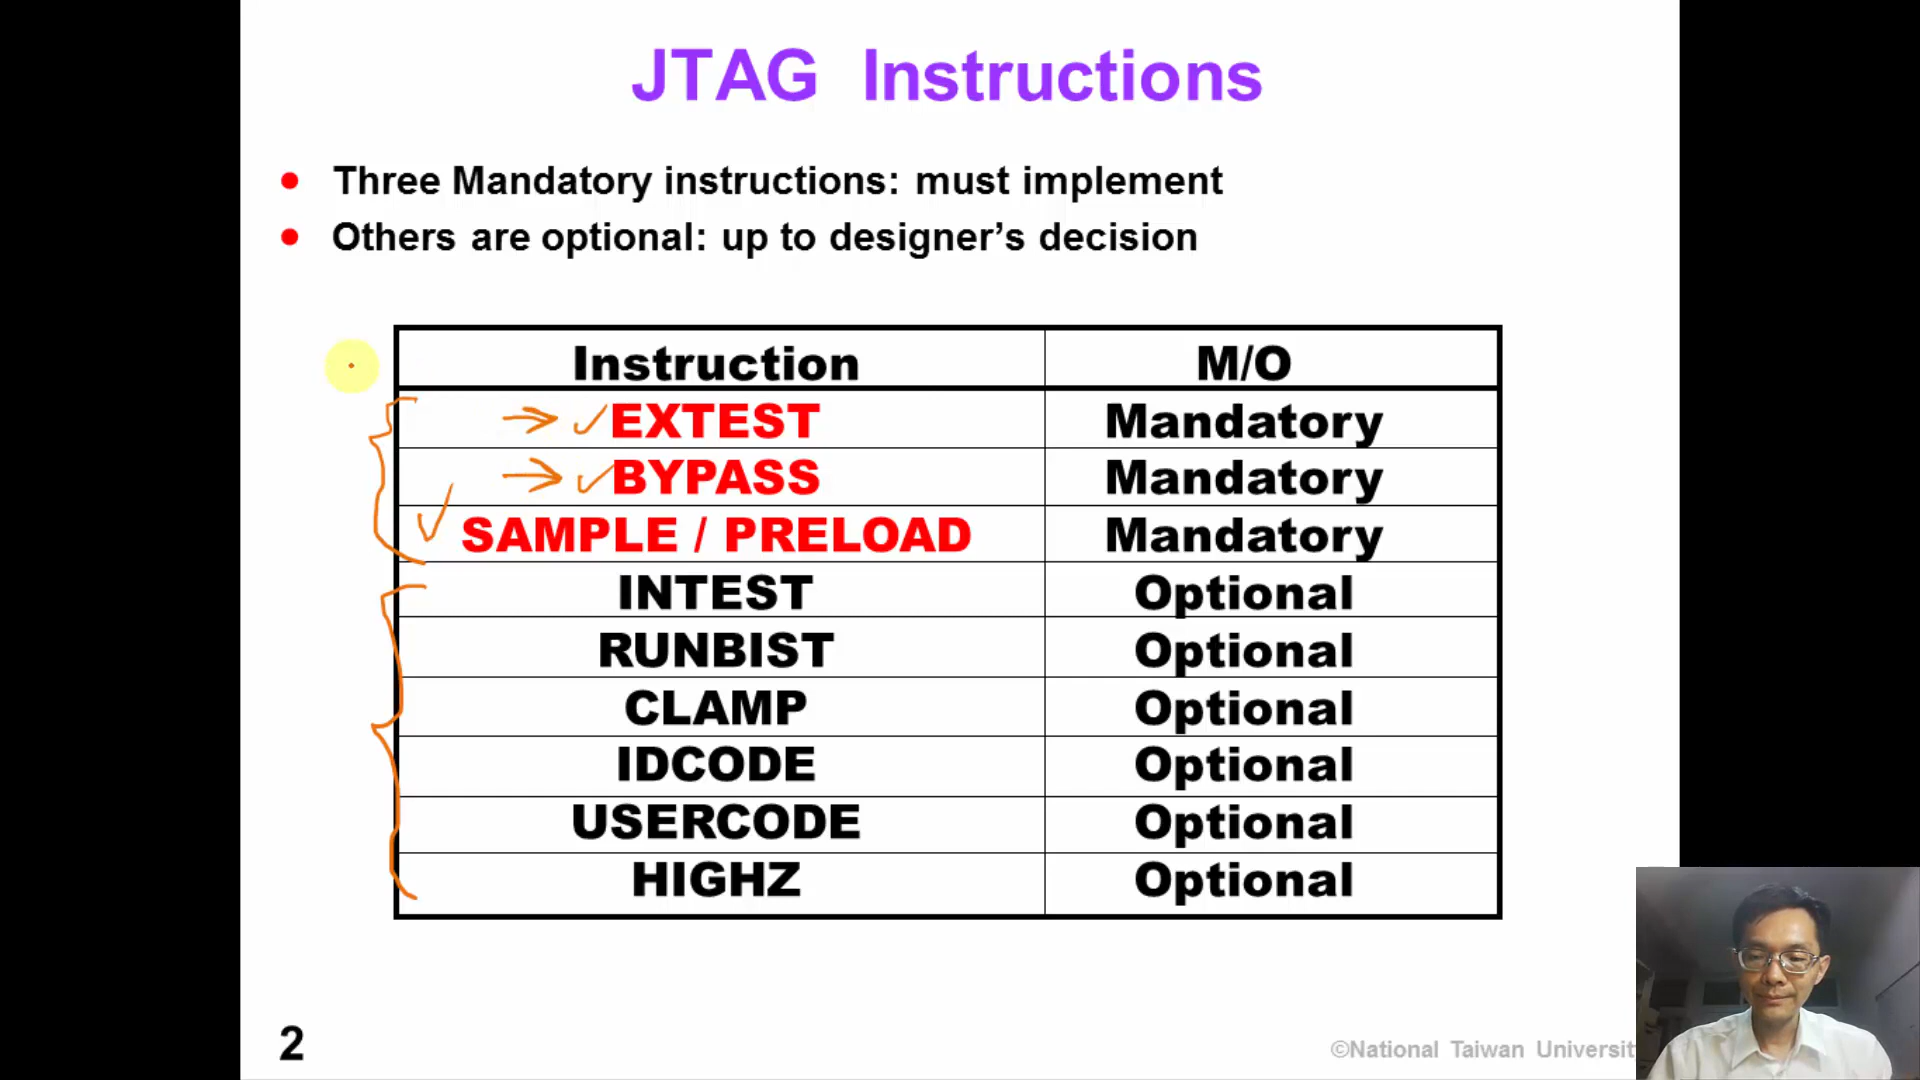 JTAG Instructions
Three Mandatory instructions: must implement
Others are optional: up to designer’s decision
Instruction M/O
EXTEST Mandatory
BYPASS Mandatory
SAMPLE / PRELOAD Mandatory
INTEST Optional
RUNBIST Optional
CLAMP Optional
IDCODE Optional
USERCODE Optional
HIGHZ Optional
2
©National Taiwan Universit